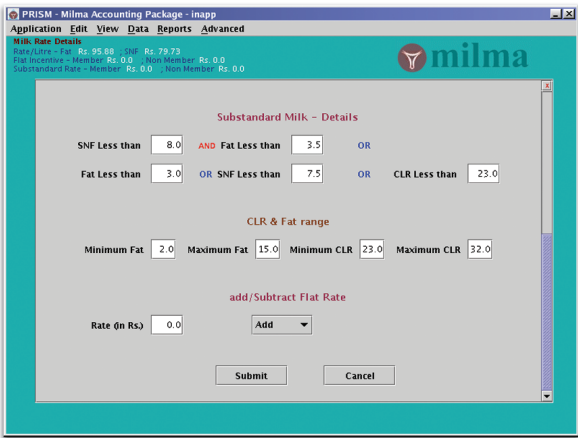 PRISM - Milma Accounting Package - inapp
Application Edit View Data Reports Advanced
Milk Rate Details
Rate/Litre - Fat Rs. 95.88 ; SNF Rs. 79.73
Flat Incentive - Member Rs. 0.0 ; Non Member Rs. 0.0
Substandard Rate - Member Rs. 0.0 ; Non Member Rs. 0.0
milma
x
Substandard Milk - Details
SNF Less than 8.0 AND Fat Less than 3.5 OR
Fat Less than 3.0 OR SNF Less than 7.5 OR CLR Less than 23.0
CLR & Fat range
Minimum Fat 2.0 Maximum Fat 15.0 Minimum CLR 23.0 Maximum CLR 32.0
add/Subtract Flat Rate
Rate (in Rs.) 0.0 Add
Submit Cancel